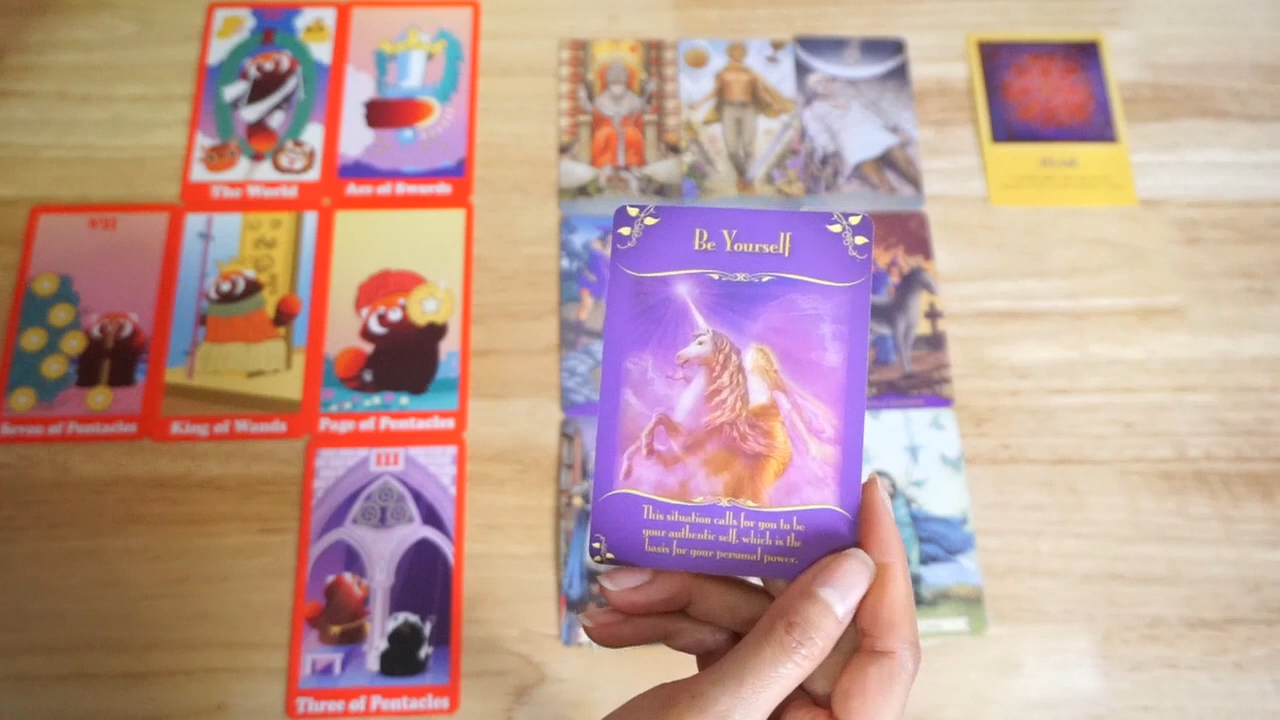 The World
Ace of Swords
VII
Seven of Pentacles
King of Wands
Page of Pentacles
III
Three of Pentacles
Be Yourself
This situation calls for you to be
your authentic self, which is the
basis for your personal power.